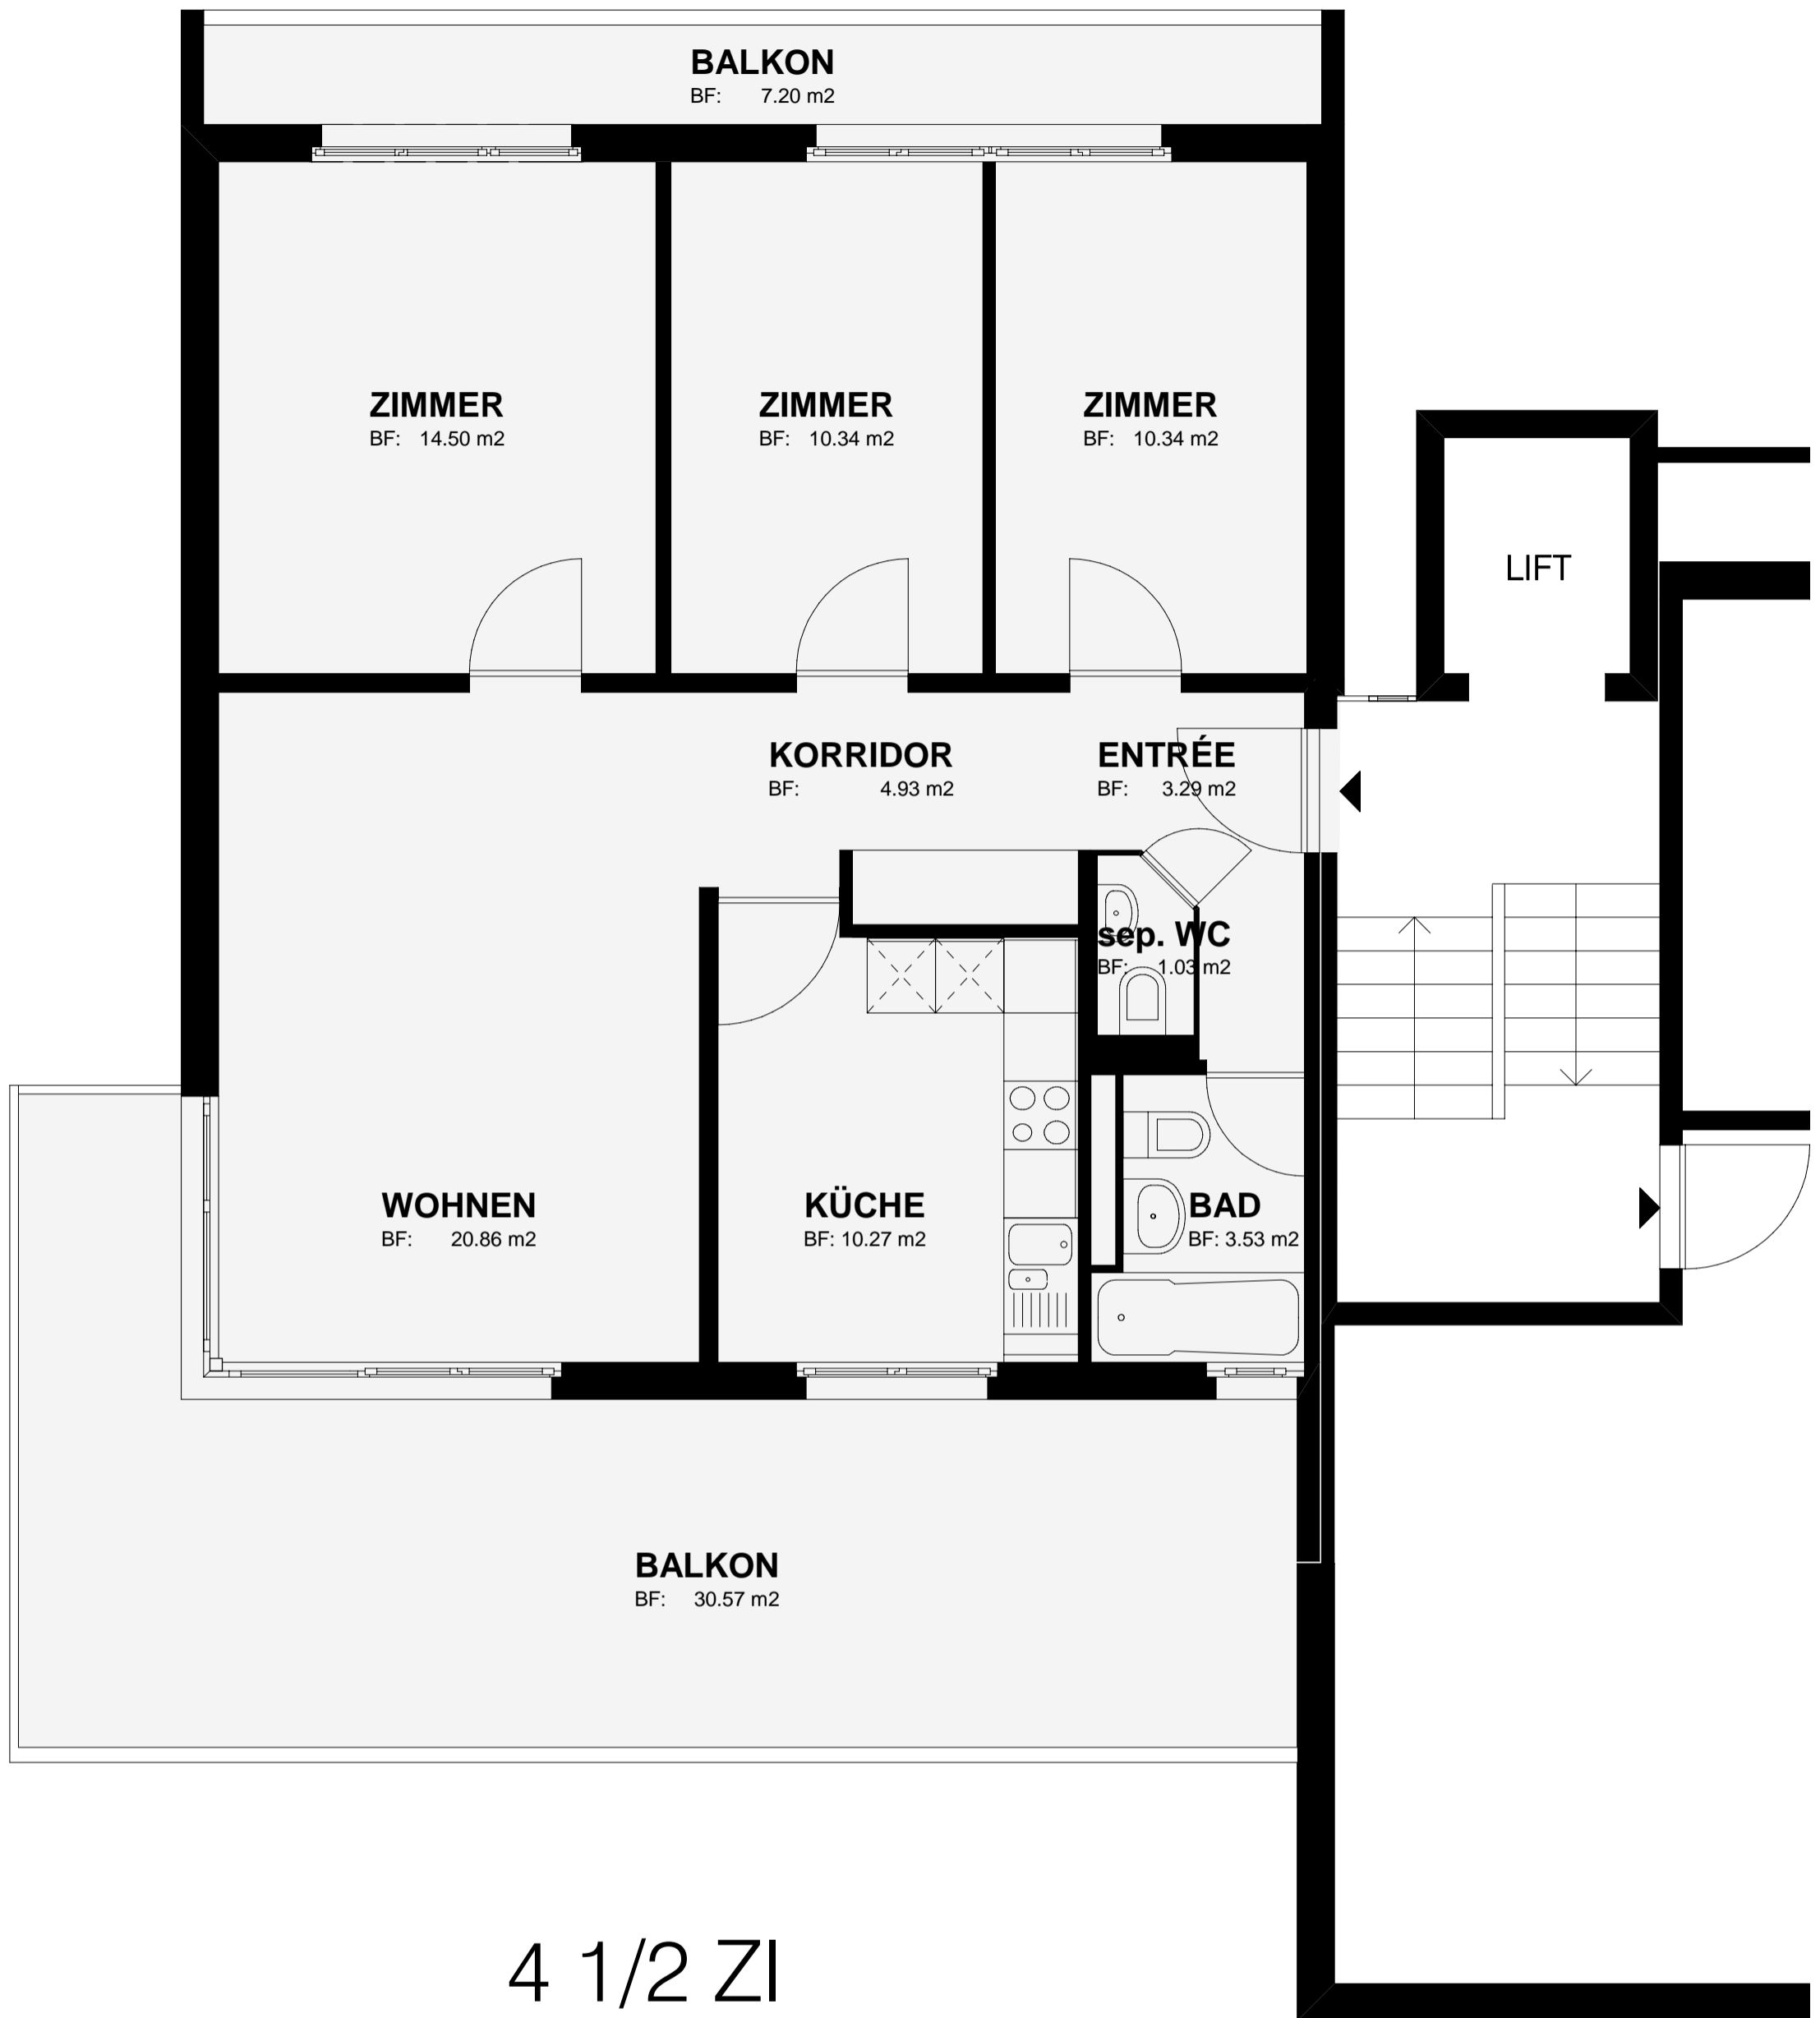 BALKON
BF: 7.20 m2
ZIMMER
BF: 14.50 m2
ZIMMER
BF: 10.34 m2
ZIMMER
BF: 10.34 m2
LIFT
KORRIDOR
BF: 4.93 m2
ENTRÉE
BF: 3.29 m2
sep. WC
BF: 1.03 m2
WOHNEN
BF: 20.86 m2
KÜCHE
BF: 10.27 m2
BAD
BF: 3.53 m2
BALKON
BF: 30.57 m2
4 1/2 ZI